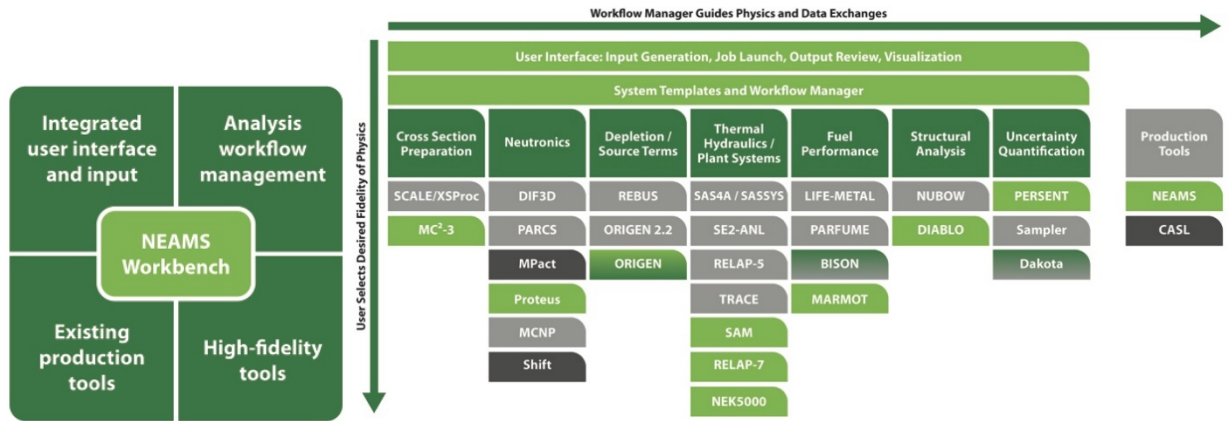 Workflow Manager Guides Physics and Data Exchanges
User Selects Desired Fidelity of Physics
Integrated
user interface
and input
Analysis
workflow
management
NEAMS
Workbench
Existing
production
tools
High-fidelity
tools
User Interface: Input Generation, Job Launch, Output Review, Visualization
System Templates and Workflow Manager
Cross Section
Preparation
SCALE/XSProc
MC²-3
Neutronics
DIF3D
PARCS
MPact
Proteus
MCNP
Shift
Depletion /
Source Terms
REBUS
ORIGEN 2.2
ORIGEN
Thermal
Hydraulics /
Plant Systems
SAS4A / SASSYS
SE2-ANL
RELAP-5
TRACE
SAM
RELAP-7
NEK5000
Fuel
Performance
LIFE-METAL
PARFUME
BISON
MARMOT
Structural
Analysis
NUBOW
DIABLO
Uncertainty
Quantification
PERSENT
Sampler
Dakota
Production
Tools
NEAMS
CASL